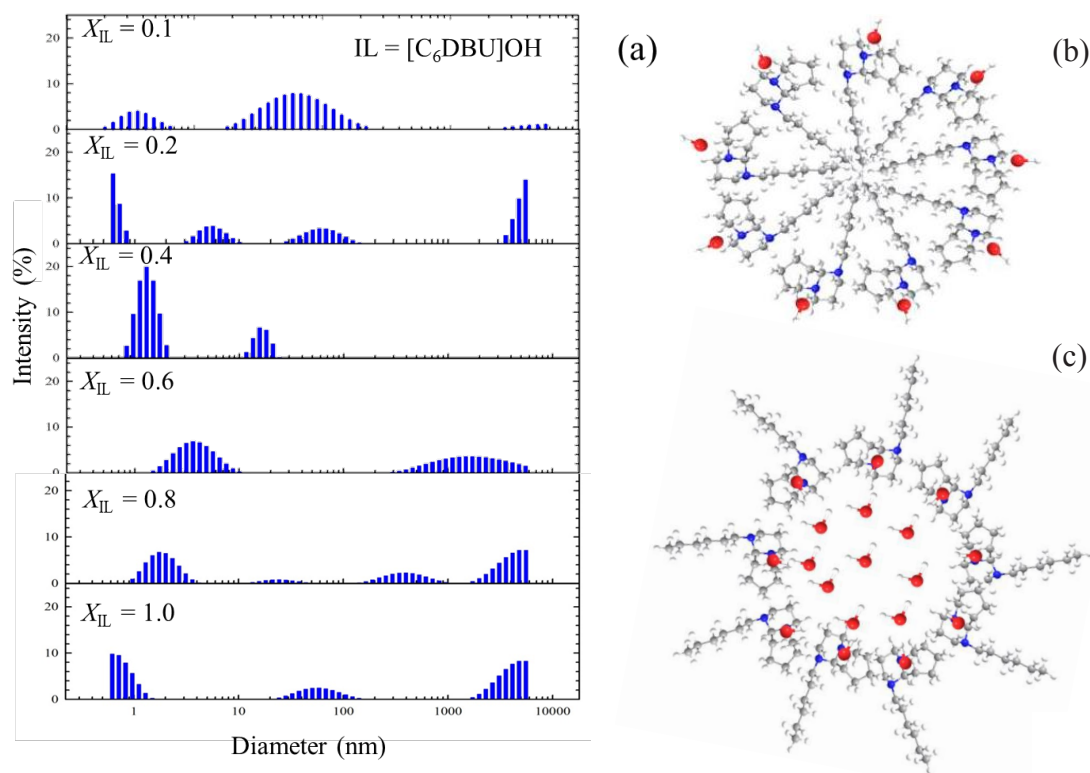 X_IL = 0.1
IL = [C₆DBU]OH
20
10
0
X_IL = 0.2
20
10
0
X_IL = 0.4
20
10
0
X_IL = 0.6
20
10
0
X_IL = 0.8
20
10
0
X_IL = 1.0
20
10
0
1 10 100 1000 10000
Intensity (%)
Diameter (nm)
(a)
(b)
(c)